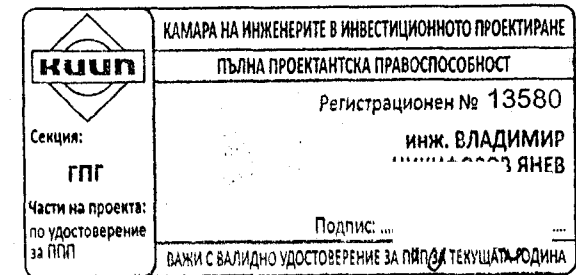 КАМАРА НА ИНЖЕНЕРИТЕ В ИНВЕСТИЦИОННОТО ПРОЕКТИРАНЕ
КИИП
ПЪЛНА ПРОЕКТАНТСКА ПРАВОСПОСОБНОСТ
Регистрационен № 13580
Секция:
ГПГ
инж. ВЛАДИМИР
ЯНЕВ
Части на проекта:
по удостоверение
за ППП
Подпис: .... ....
ВАЖИ С ВАЛИДНО УДОСТОВЕРЕНИЕ ЗА ППП ЗА ТЕКУЩАТА ГОДИНА